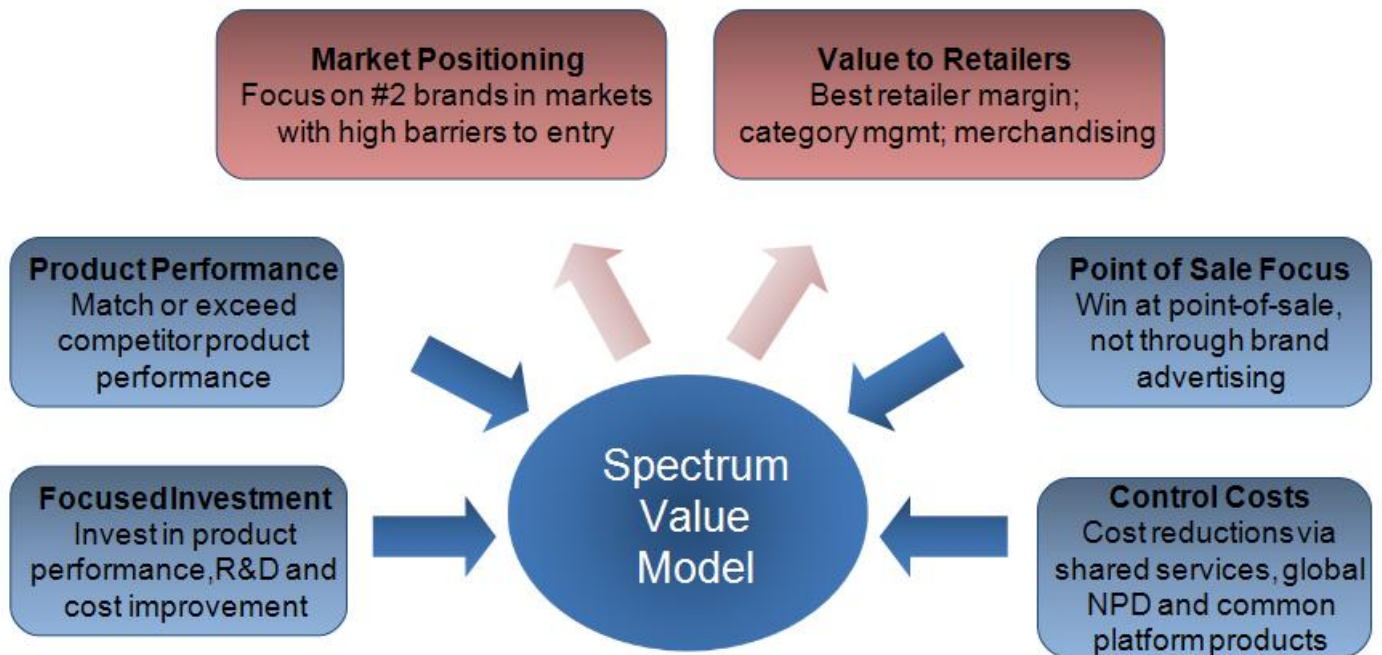 Market Positioning
Focus on #2 brands in markets
with high barriers to entry
Value to Retailers
Best retailer margin;
category mgmt; merchandising
Product Performance
Match or exceed
competitor product
performance
Point of Sale Focus
Win at point-of-sale,
not through brand
advertising
Focused Investment
Invest in product
performance, R&D and
cost improvement
Spectrum
Value
Model
Control Costs
Cost reductions via
shared services, global
NPD and common
platform products